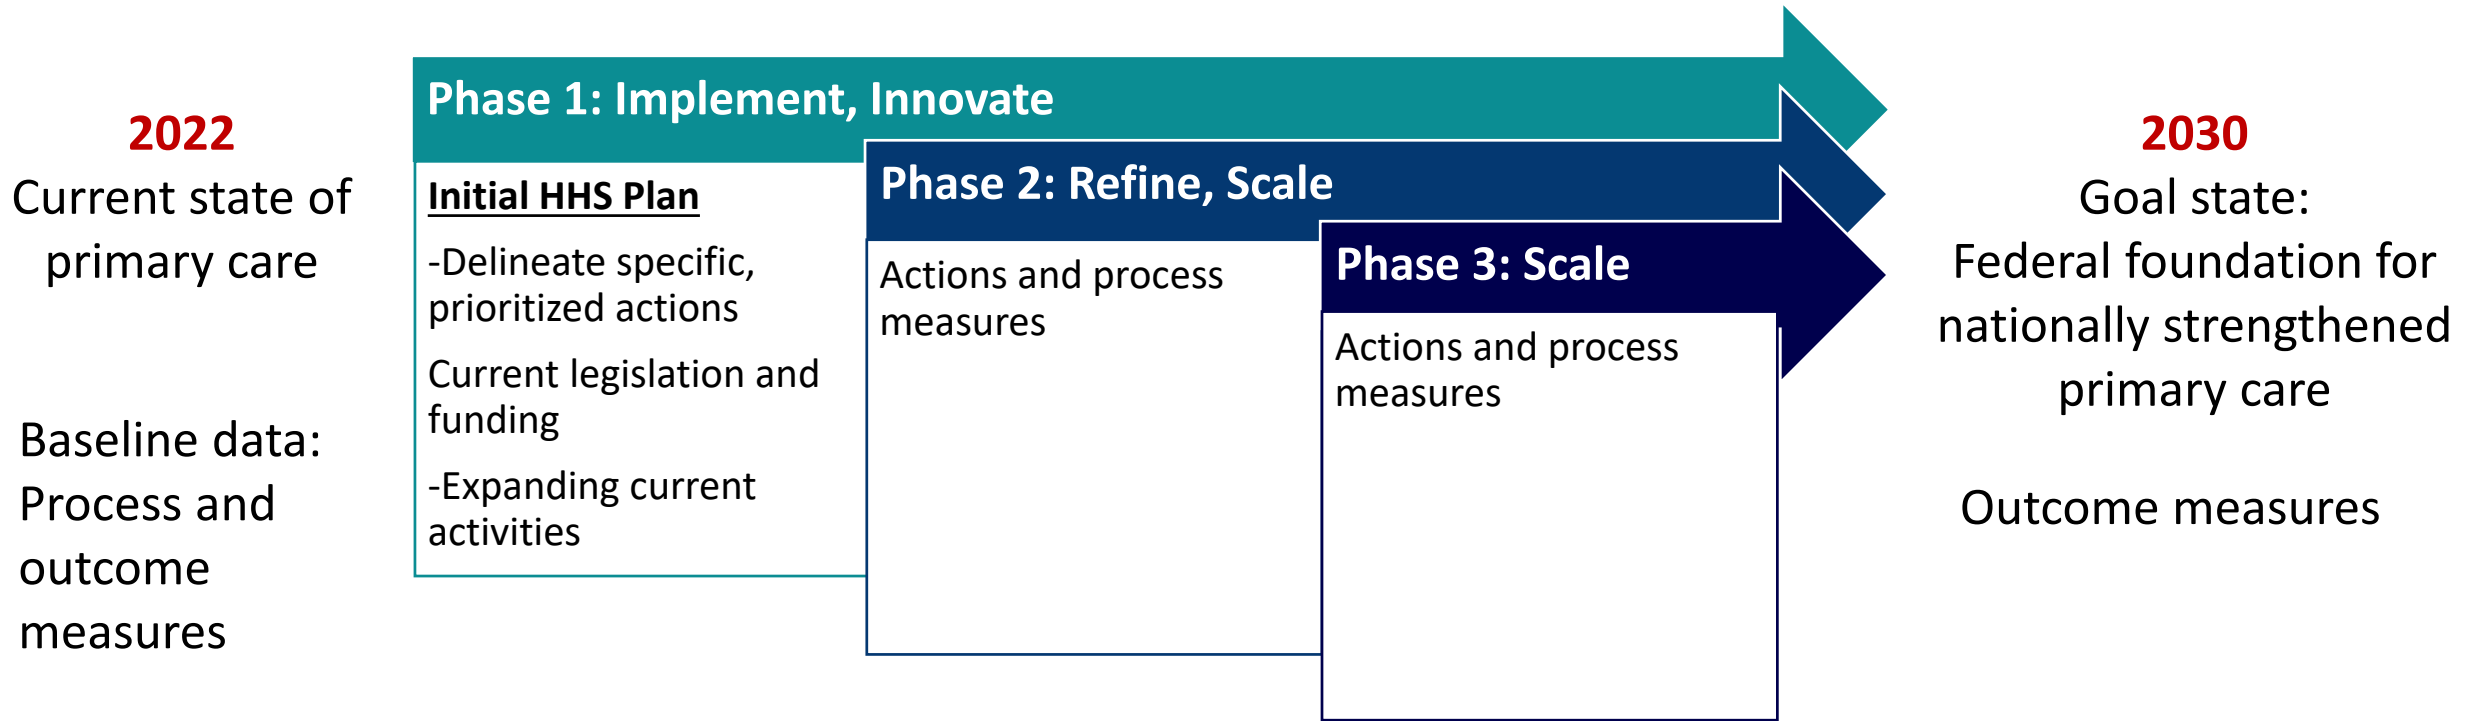 2022
Current state of
primary care
Baseline data:
Process and
outcome
measures
Phase 1: Implement, Innovate
Initial HHS Plan
-Delineate specific,
prioritized actions
Current legislation and
funding
-Expanding current
activities
Phase 2: Refine, Scale
Actions and process
measures
Phase 3: Scale
Actions and process
measures
2030
Goal state:
Federal foundation for
nationally strengthened
primary care
Outcome measures